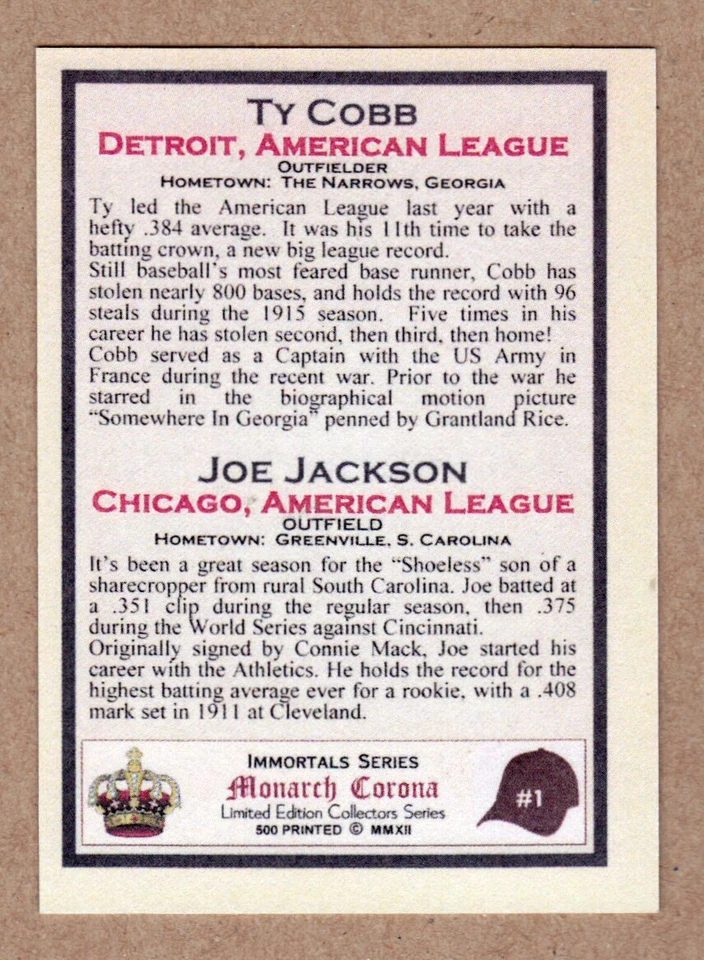 TY COBB
DETROIT, AMERICAN LEAGUE
OUTFIELDER
HOMETOWN: THE NARROWS, GEORGIA
Ty led the American League last year with a
hefty .384 average. It was his 11th time to take the
batting crown, a new big league record.
Still baseball's most feared base runner, Cobb has
stolen nearly 800 bases, and holds the record with 96
steals during the 1915 season. Five times in his
career he has stolen second, then third, then home!
Cobb served as a Captain with the US Army in
France during the recent war. Prior to the war he
starred in the biographical motion picture
"Somewhere In Georgia" penned by Grantland Rice.
JOE JACKSON
CHICAGO, AMERICAN LEAGUE
OUTFIELD
HOMETOWN: GREENVILLE, S. CAROLINA
It's been a great season for the "Shoeless" son of a
sharecropper from rural South Carolina. Joe batted at
a .351 clip during the regular season, then .375
during the World Series against Cincinnati.
Originally signed by Connie Mack, Joe started his
career with the Athletics. He holds the record for the
highest batting average ever for a rookie, with a .408
mark set in 1911 at Cleveland.
IMMORTALS SERIES
Monarch Corona
Limited Edition Collectors Series
500 PRINTED © MMXII
#1